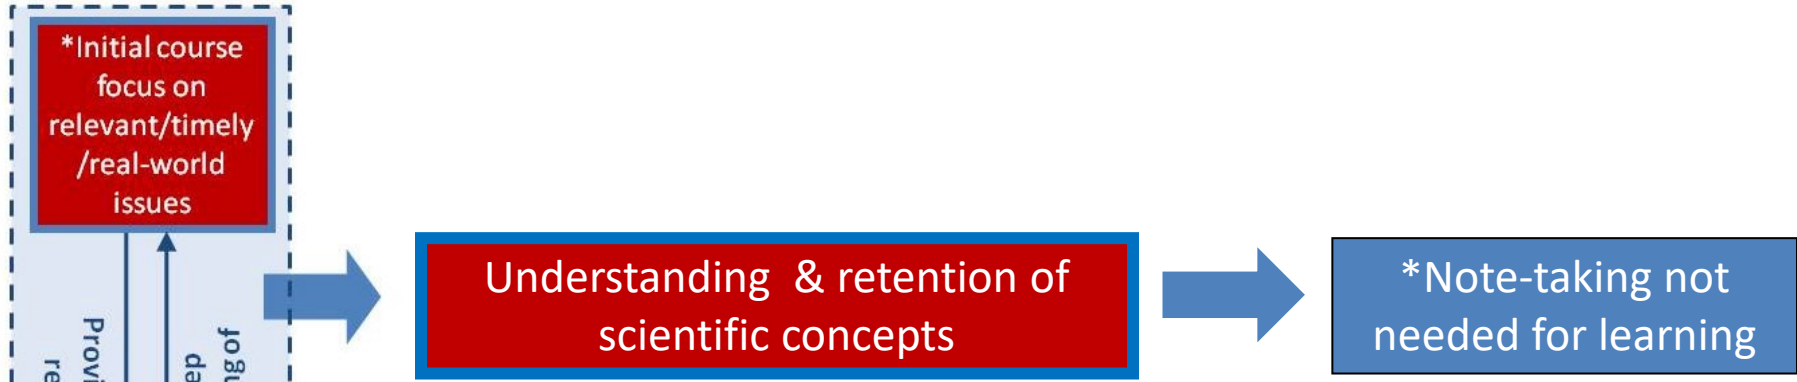 *Initial course
focus on
relevant/timely
/real-world
issues
Understanding & retention of
scientific concepts
*Note-taking not
needed for learning